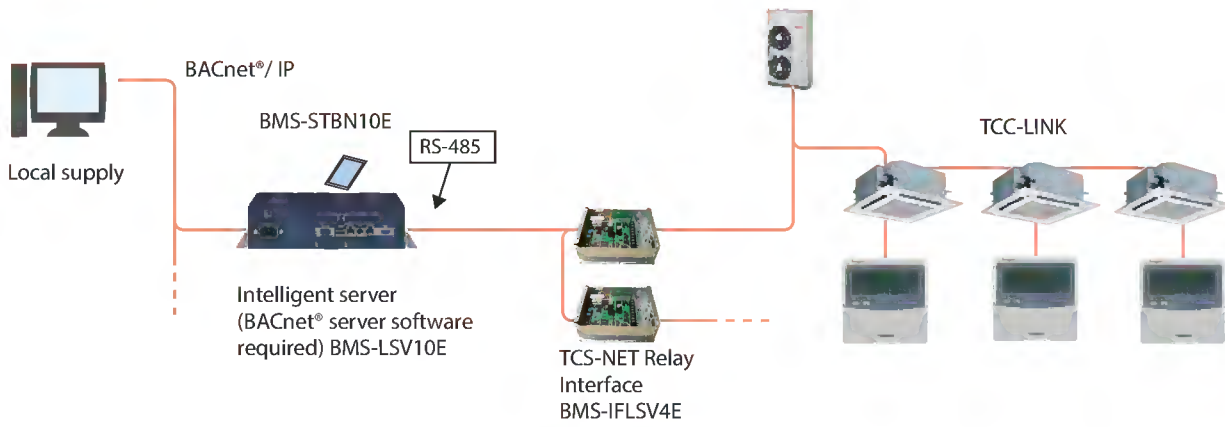 BACnet®/ IP
Local supply
BMS-STBN10E
RS-485
Intelligent server
(BACnet® server software
required) BMS-LSV10E
TCS-NET Relay
Interface
BMS-IFLSV4E
TCC-LINK